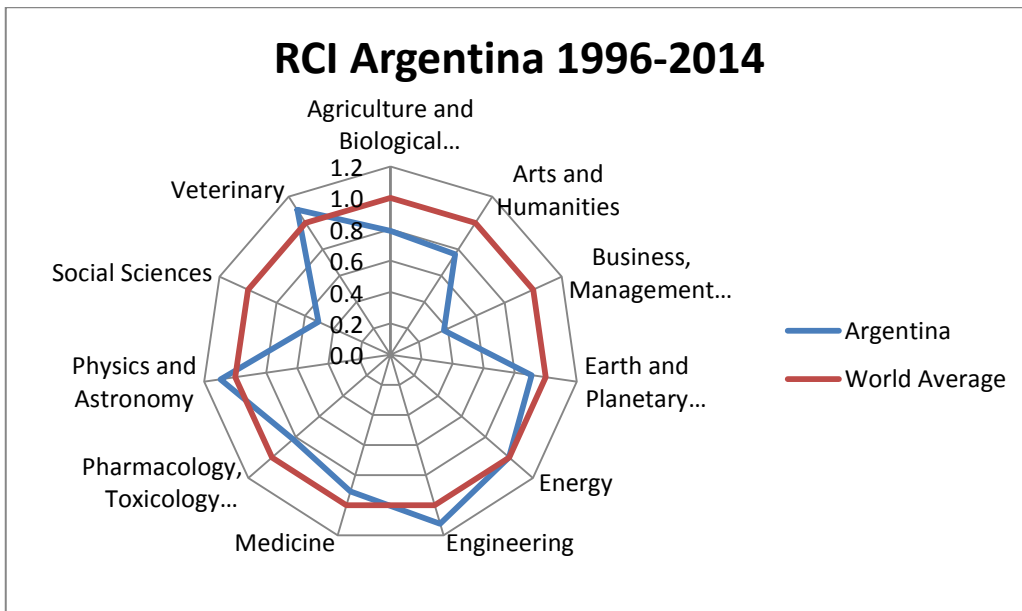 RCI Argentina 1996-2014
Agriculture and
Biological...
Arts and
Humanities
Business,
Management...
Earth and
Planetary...
Energy
Engineering
Medicine
Pharmacology,
Toxicology...
Physics and
Astronomy
Social Sciences
Veterinary
1.2
1.0
0.8
0.6
0.4
0.2
0.0
Argentina
World Average